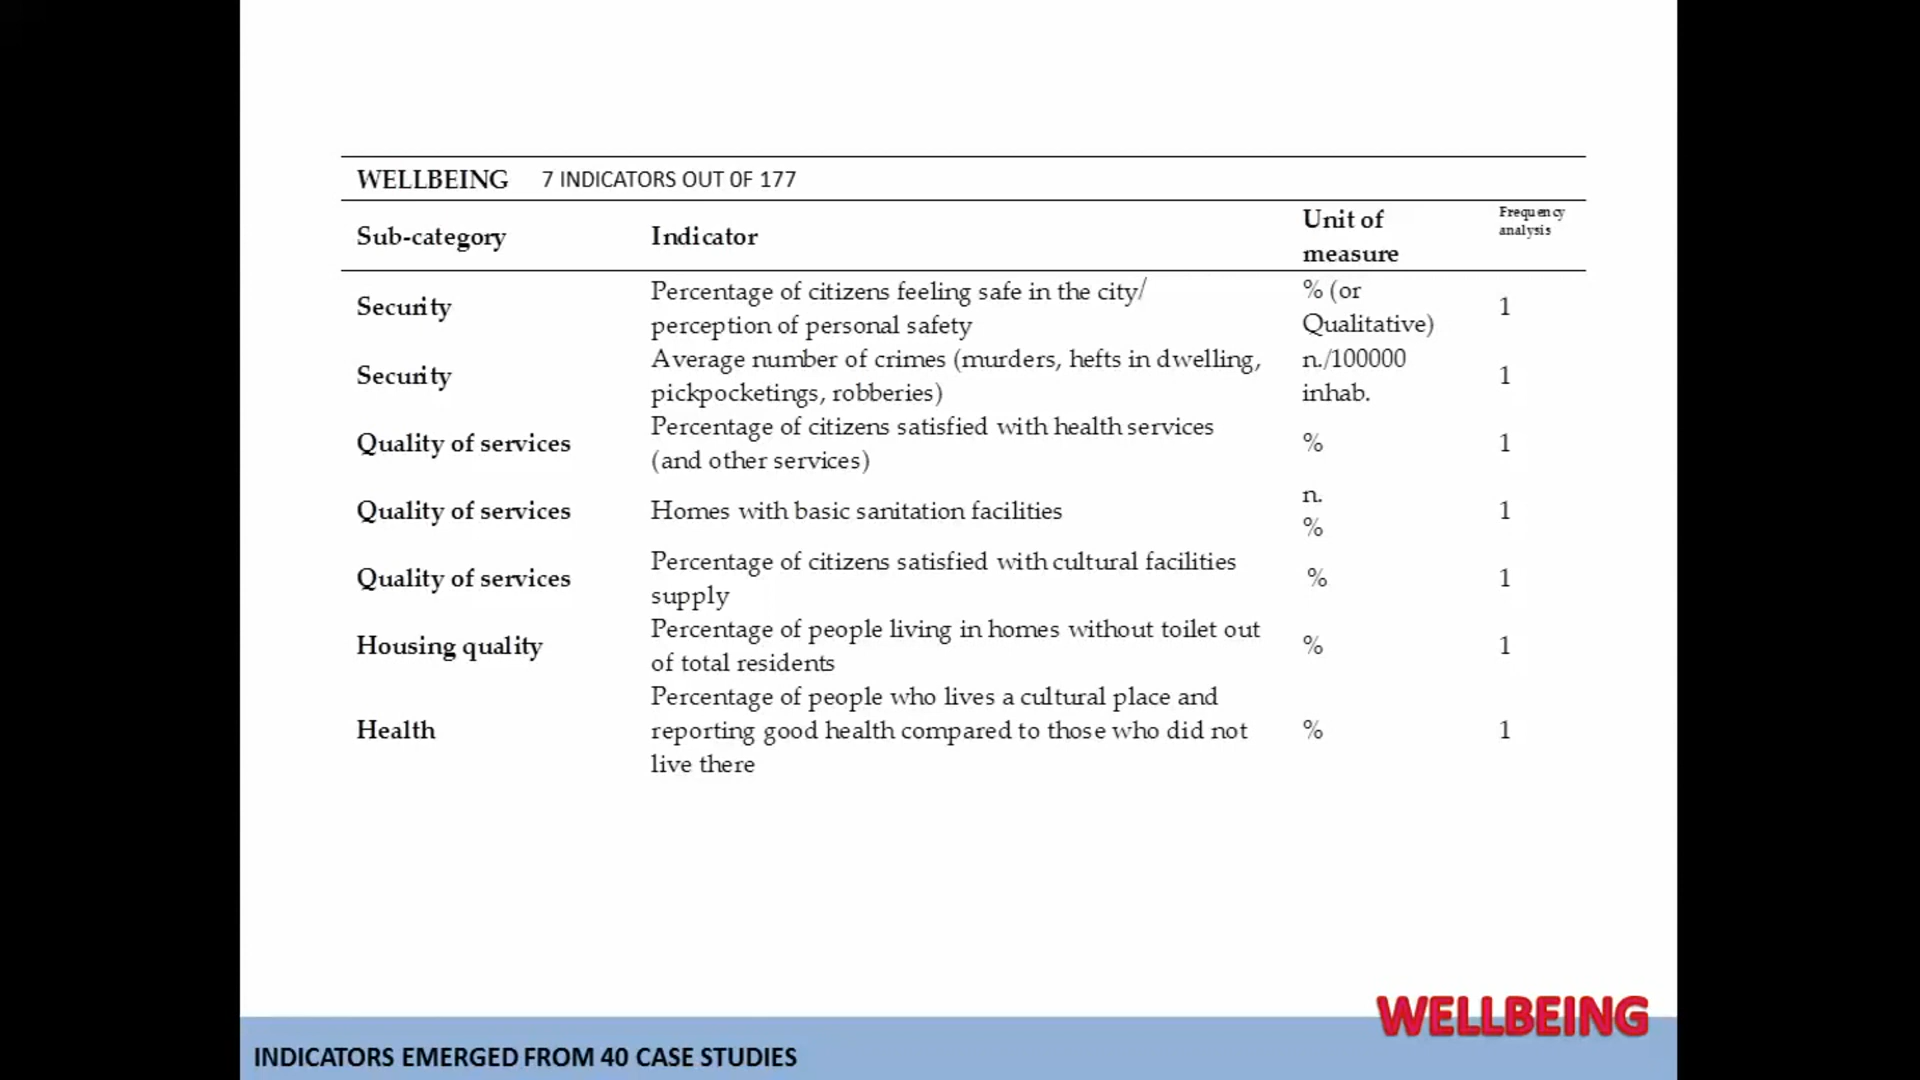 WELLBEING 7 INDICATORS OUT OF 177
Sub-category Indicator Unit of measure Frequency analysis
Security Percentage of citizens feeling safe in the city/ % (or
perception of personal safety Qualitative) 1
Security Average number of crimes (murders, hefts in dwelling, n./100000
pickpocketings, robberies) inhab. 1
Quality of services Percentage of citizens satisfied with health services % 1
(and other services)
Quality of services Homes with basic sanitation facilities n. % 1
Quality of services Percentage of citizens satisfied with cultural facilities % 1
supply
Housing quality Percentage of people living in homes without toilet out % 1
of total residents
Health Percentage of people who lives a cultural place and
reporting good health compared to those who did not % 1
live there
WELLBEING
INDICATORS EMERGED FROM 40 CASE STUDIES